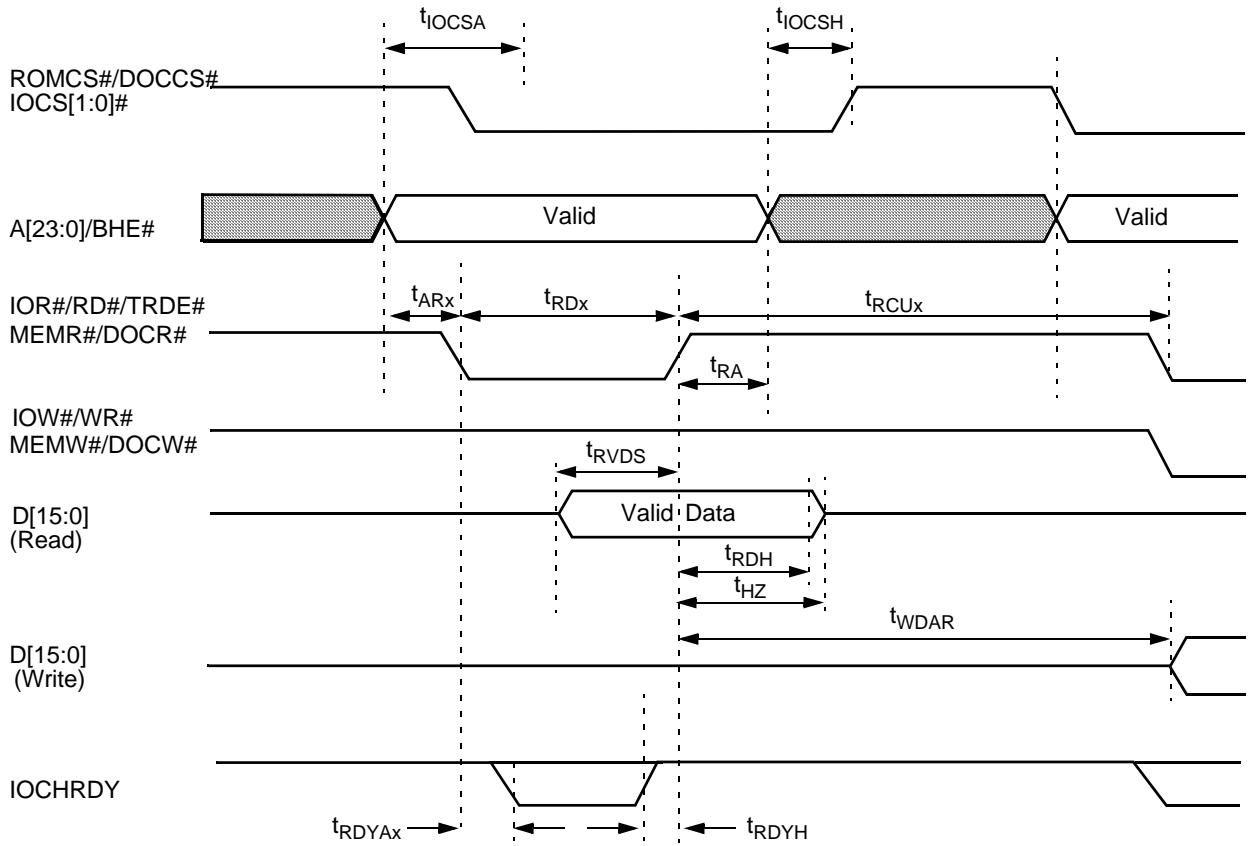 tIOCSA
tIOCSH
ROMCS#/DOCCS#
IOCS[1:0]#
A[23:0]/BHE#
Valid
Valid
IOR#/RD#/TRDE#
MEMR#/DOCR#
tARx
tRDx
tRCUx
tRA
IOW#/WR#
MEMW#/DOCW#
tRVDS
D[15:0]
(Read)
Valid Data
tRDH
tHZ
tWDAR
D[15:0]
(Write)
IOCHRDY
tRDYAx
tRDYH